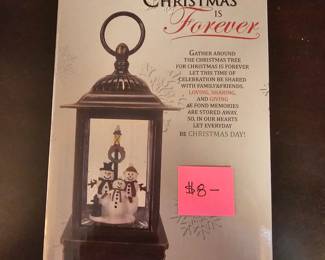 CHRISTMAS
IS
Forever
GATHER AROUND
THE CHRISTMAS TREE
FOR CHRISTMAS IS FOREVER
LET THIS TIME OF
CELEBRATION BE SHARED
WITH FAMILY&FRIENDS.
LOVING, SHARING,
AND GIVING
& FOND MEMORIES
ARE STORED AWAY.
SO, IN OUR HEARTS
LET EVERYDAY
BE CHRISTMAS DAY!
$8-